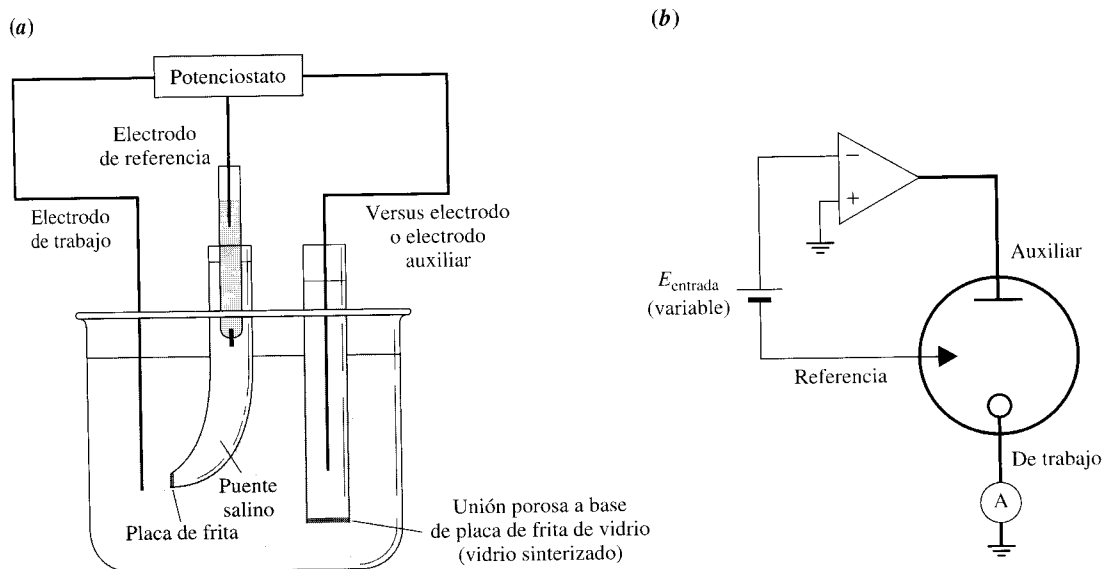 (a)
Potenciostato
Electrodo
de referencia
Electrodo
de trabajo
Versus electrodo
o electrodo
auxiliar
Puente
salino
Placa de frita
Unión porosa a base
de placa de frita de vidrio
(vidrio sinterizado)
(b)
−
+
Auxiliar
Eentrada
(variable)
Referencia
De trabajo
A